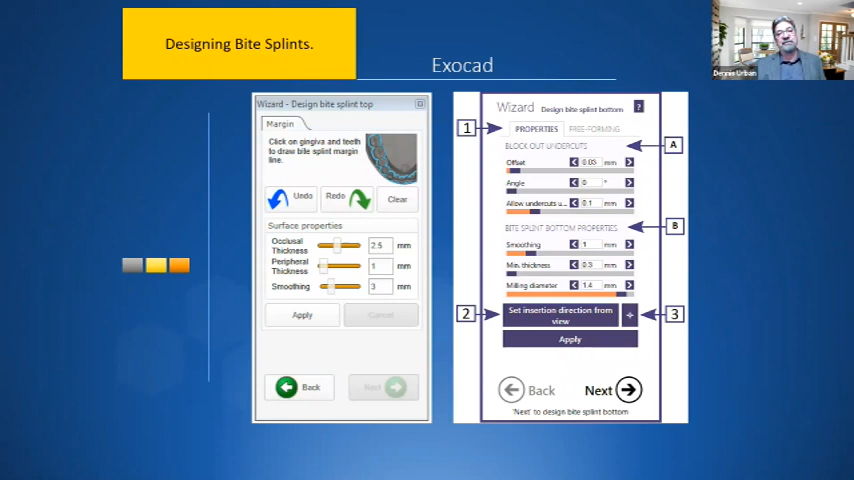 Designing Bite Splints.
Exocad
Dennis Urban
Wizard - Design bite splint top
Margin
Click on gingiva and teeth
to draw bile splint margin
line.
Undo
Redo
Clear
Surface properties
Occlusal
Thickness
2.5 mm
Peripheral
Thickness
1 mm
Smoothing
3 mm
Apply
Cancel
Back
Next
Wizard Design bite splint bottom ?
1
PROPERTIES
FREE-FORMING
BLOCK OUT UNDERCUTS
A
Offset 0.03 mm
Angle 0 °
Allow undercuts u... 0.1 mm
BITE SPLINT BOTTOM PROPERTIES
B
Smoothing 1 mm
Min. thickness 0.3 mm
Milling diameter 1.4 mm
2
Set insertion direction from
view
3
Apply
Back
Next
'Next' to design bite splint bottom